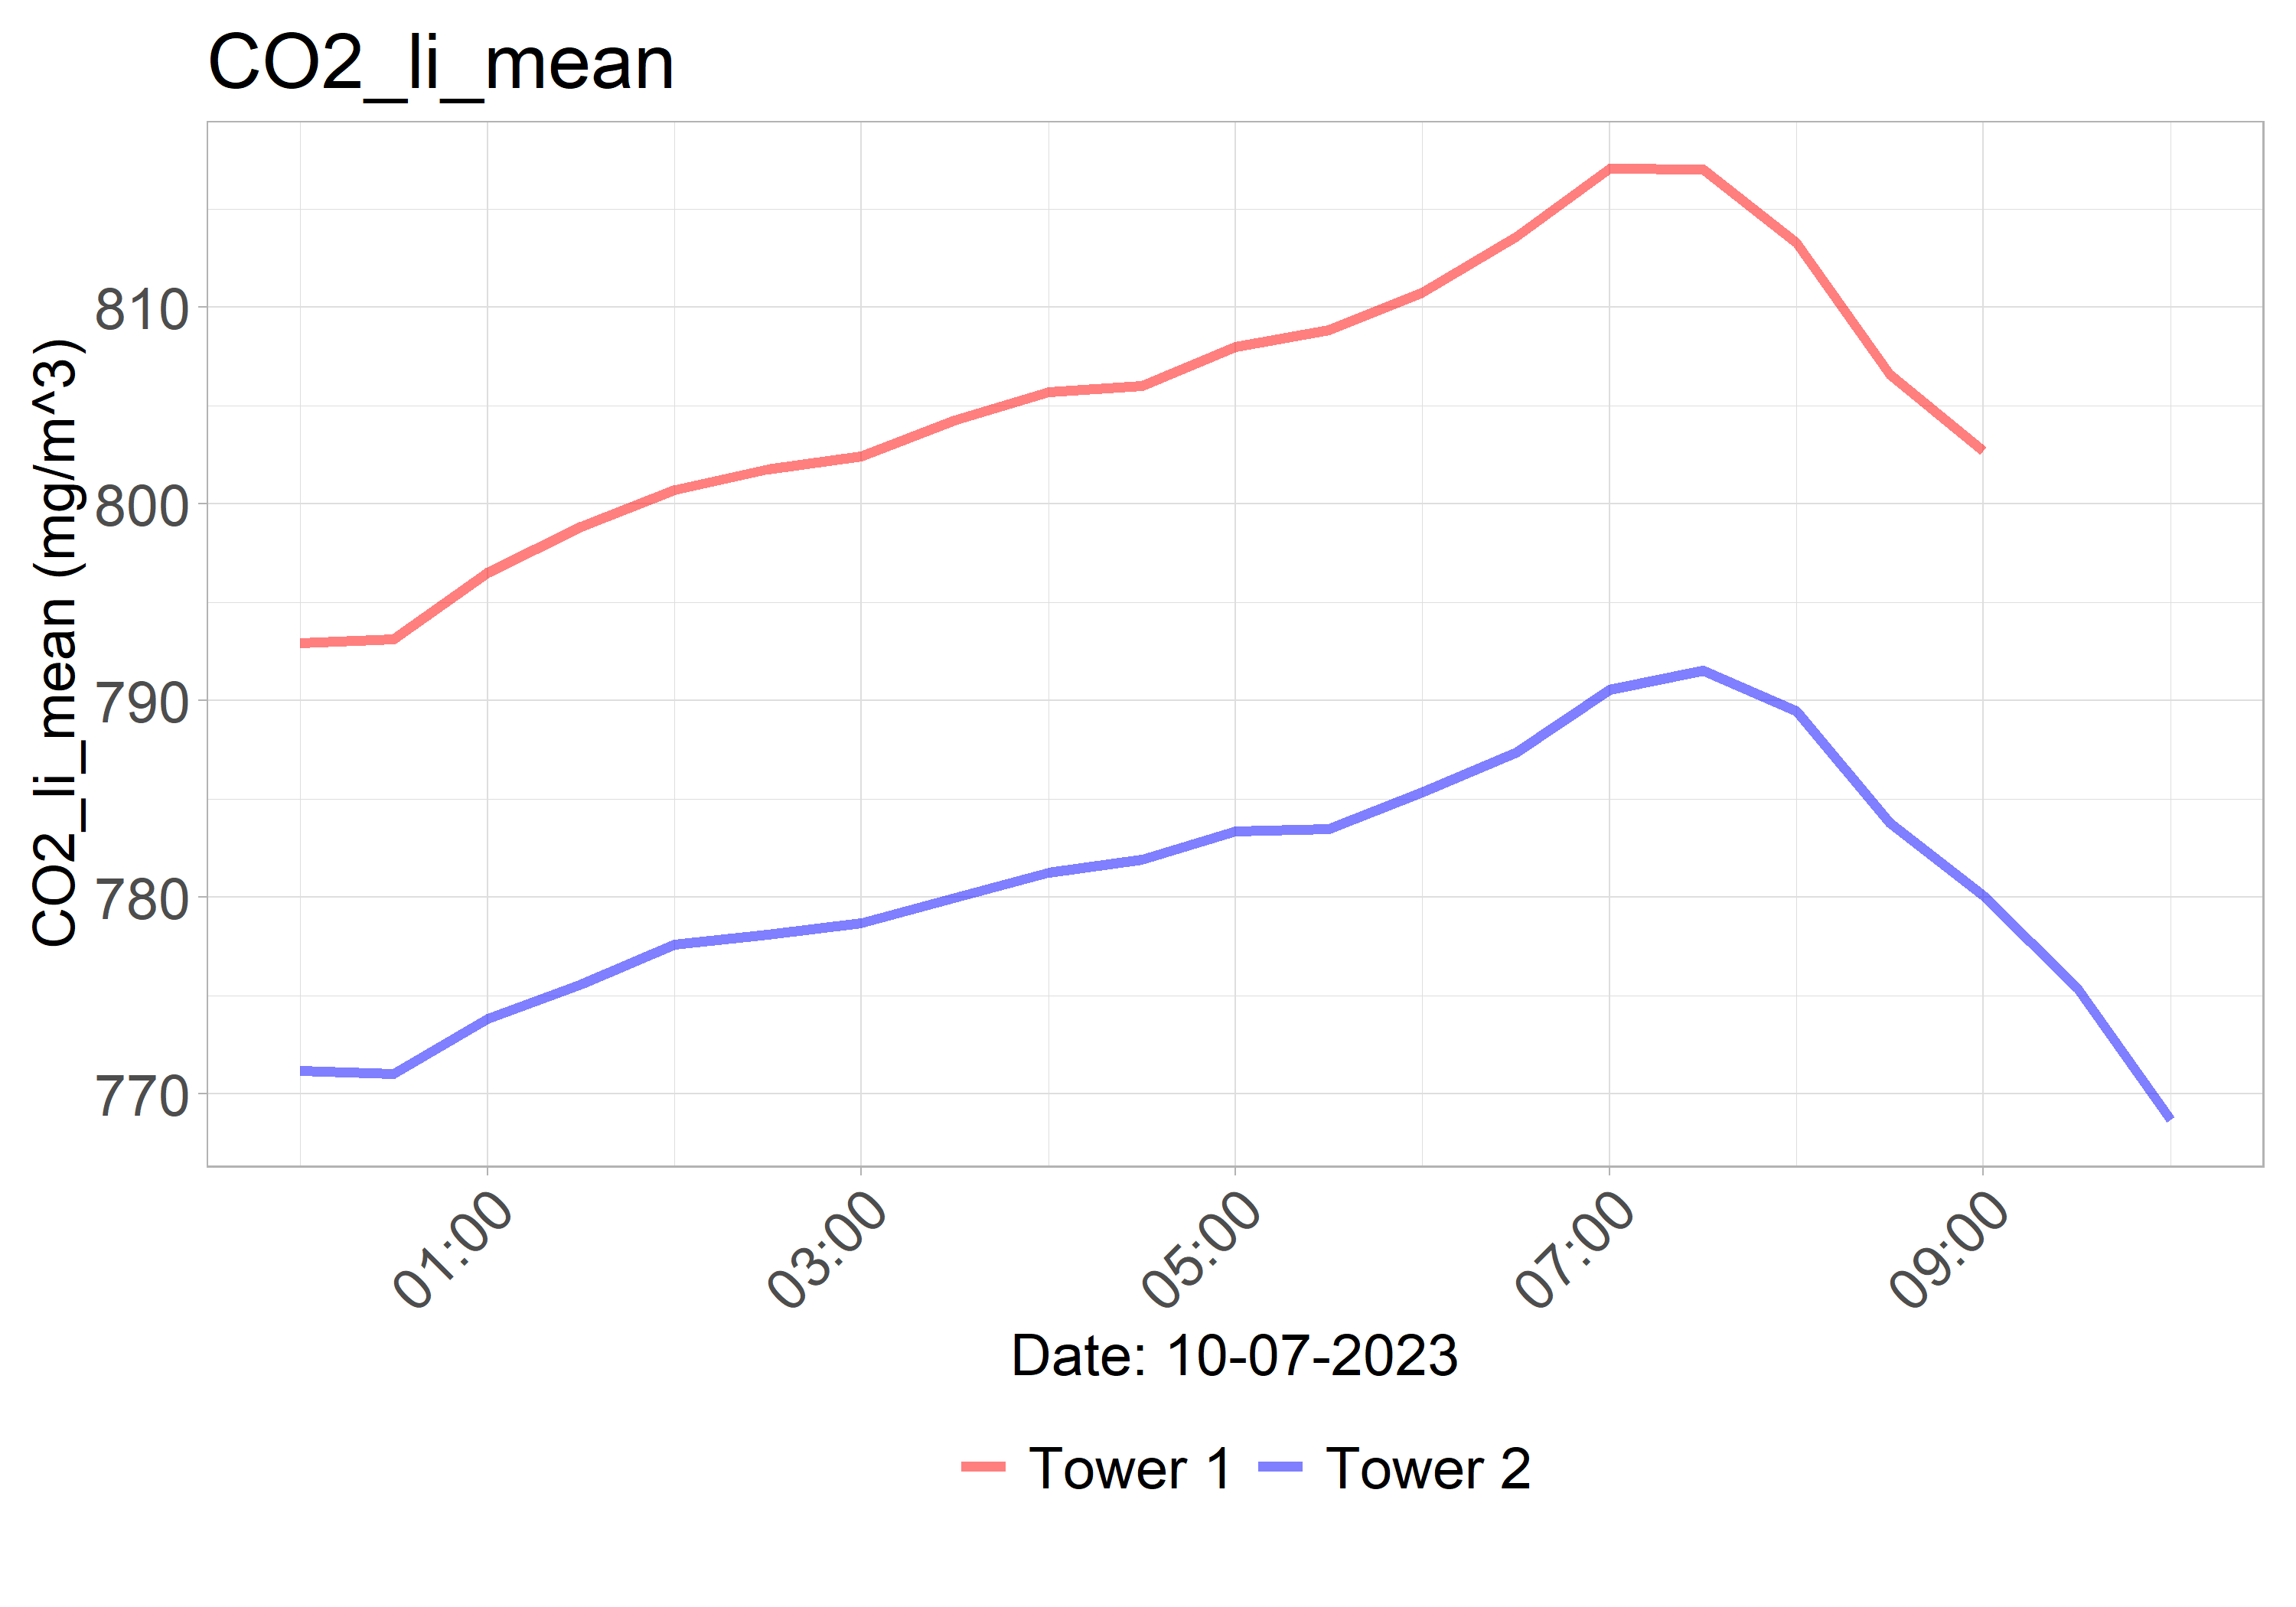 CO2_li_mean
CO2_li_mean (mg/m^3)
810
800
790
780
770
01:00
03:00
05:00
07:00
09:00
Date: 10-07-2023
Tower 1
Tower 2